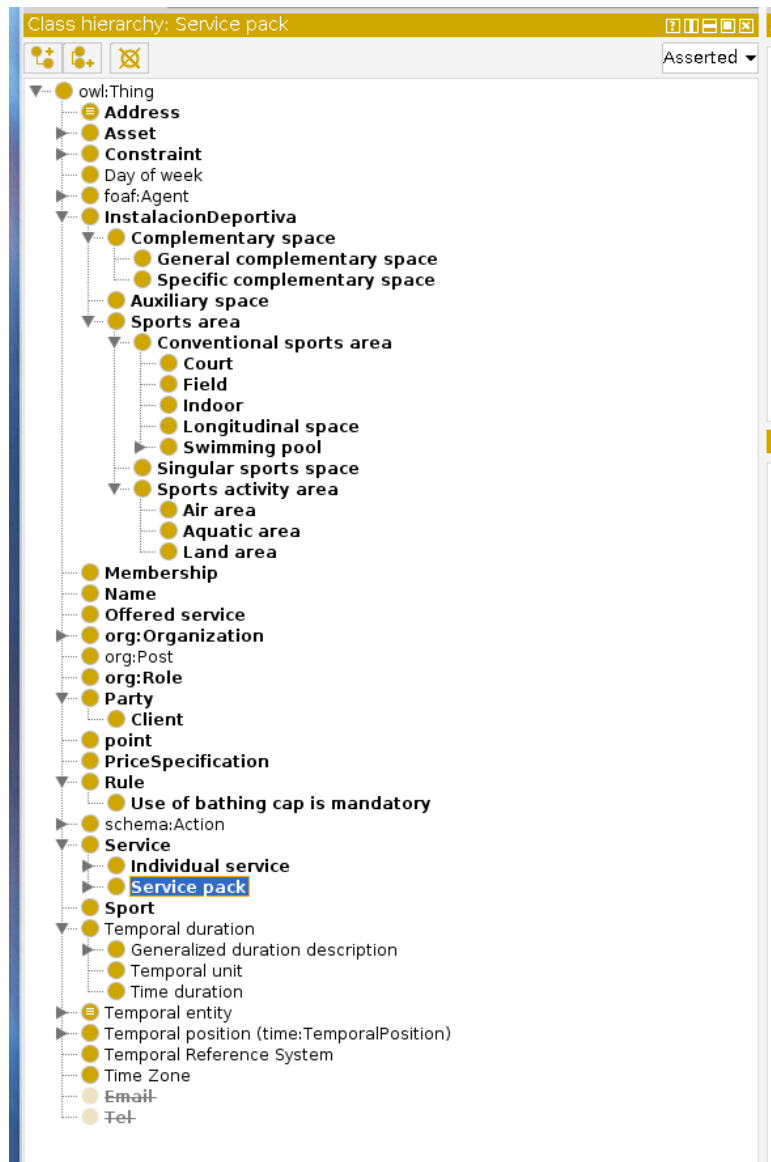 Class hierarchy: Service pack
Asserted
owl:Thing
Address
Asset
Constraint
Day of week
foaf:Agent
InstalacionDeportiva
Complementary space
General complementary space
Specific complementary space
Auxiliary space
Sports area
Conventional sports area
Court
Field
Indoor
Longitudinal space
Swimming pool
Singular sports space
Sports activity area
Air area
Aquatic area
Land area
Membership
Name
Offered service
org:Organization
org:Post
org:Role
Party
Client
point
PriceSpecification
Rule
Use of bathing cap is mandatory
schema:Action
Service
Individual service
Service pack
Sport
Temporal duration
Generalized duration description
Temporal unit
Time duration
Temporal entity
Temporal position (time:TemporalPosition)
Temporal Reference System
Time Zone
Email
Tel